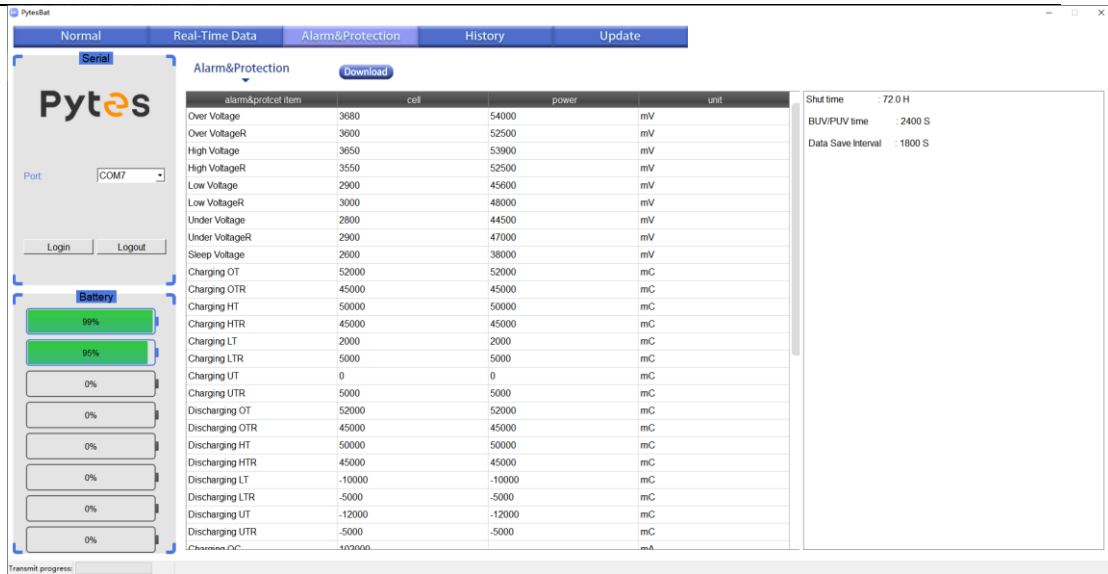 PytesBat
Normal Real-Time Data Alarm&Protection History Update
Serial
Pytes
Port: COM7
Login Logout
Battery
99%
95%
0%
0%
0%
0%
0%
0%
Alarm&Protection Download
alarm&protcet item cell power unit
Over Voltage 3680 54000 mV
Over VoltageR 3600 52500 mV
High Voltage 3650 53900 mV
High VoltageR 3550 52500 mV
Low Voltage 2900 45600 mV
Low VoltageR 3000 48000 mV
Under Voltage 2800 44500 mV
Under VoltageR 2900 47000 mV
Sleep Voltage 2600 38000 mV
Charging OT 52000 52000 mC
Charging OTR 45000 45000 mC
Charging HT 50000 50000 mC
Charging HTR 45000 45000 mC
Charging LT 2000 2000 mC
Charging LTR 5000 5000 mC
Charging UT 0 0 mC
Charging UTR 5000 5000 mC
Discharging OT 52000 52000 mC
Discharging OTR 45000 45000 mC
Discharging HT 50000 50000 mC
Discharging HTR 45000 45000 mC
Discharging LT -10000 -10000 mC
Discharging LTR -5000 -5000 mC
Discharging UT -12000 -12000 mC
Discharging UTR -5000 -5000 mC
Charging OC 102000 mA
Shut time : 72.0 H
BUV/PUV time : 2400 S
Data Save Interval : 1800 S
Transmit progress: